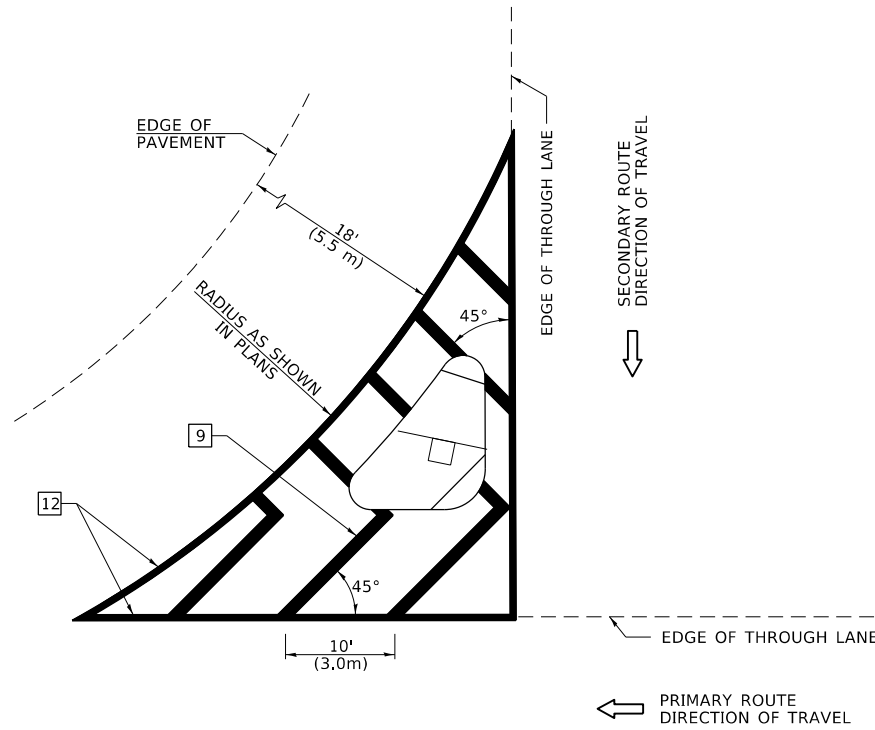 EDGE OF
PAVEMENT
18'
(5.5 m)
RADIUS AS SHOWN
IN PLANS
EDGE OF THROUGH LANE
SECONDARY ROUTE
DIRECTION OF TRAVEL
45°
9
12
45°
10'
(3.0m)
EDGE OF THROUGH LANE
PRIMARY ROUTE
DIRECTION OF TRAVEL